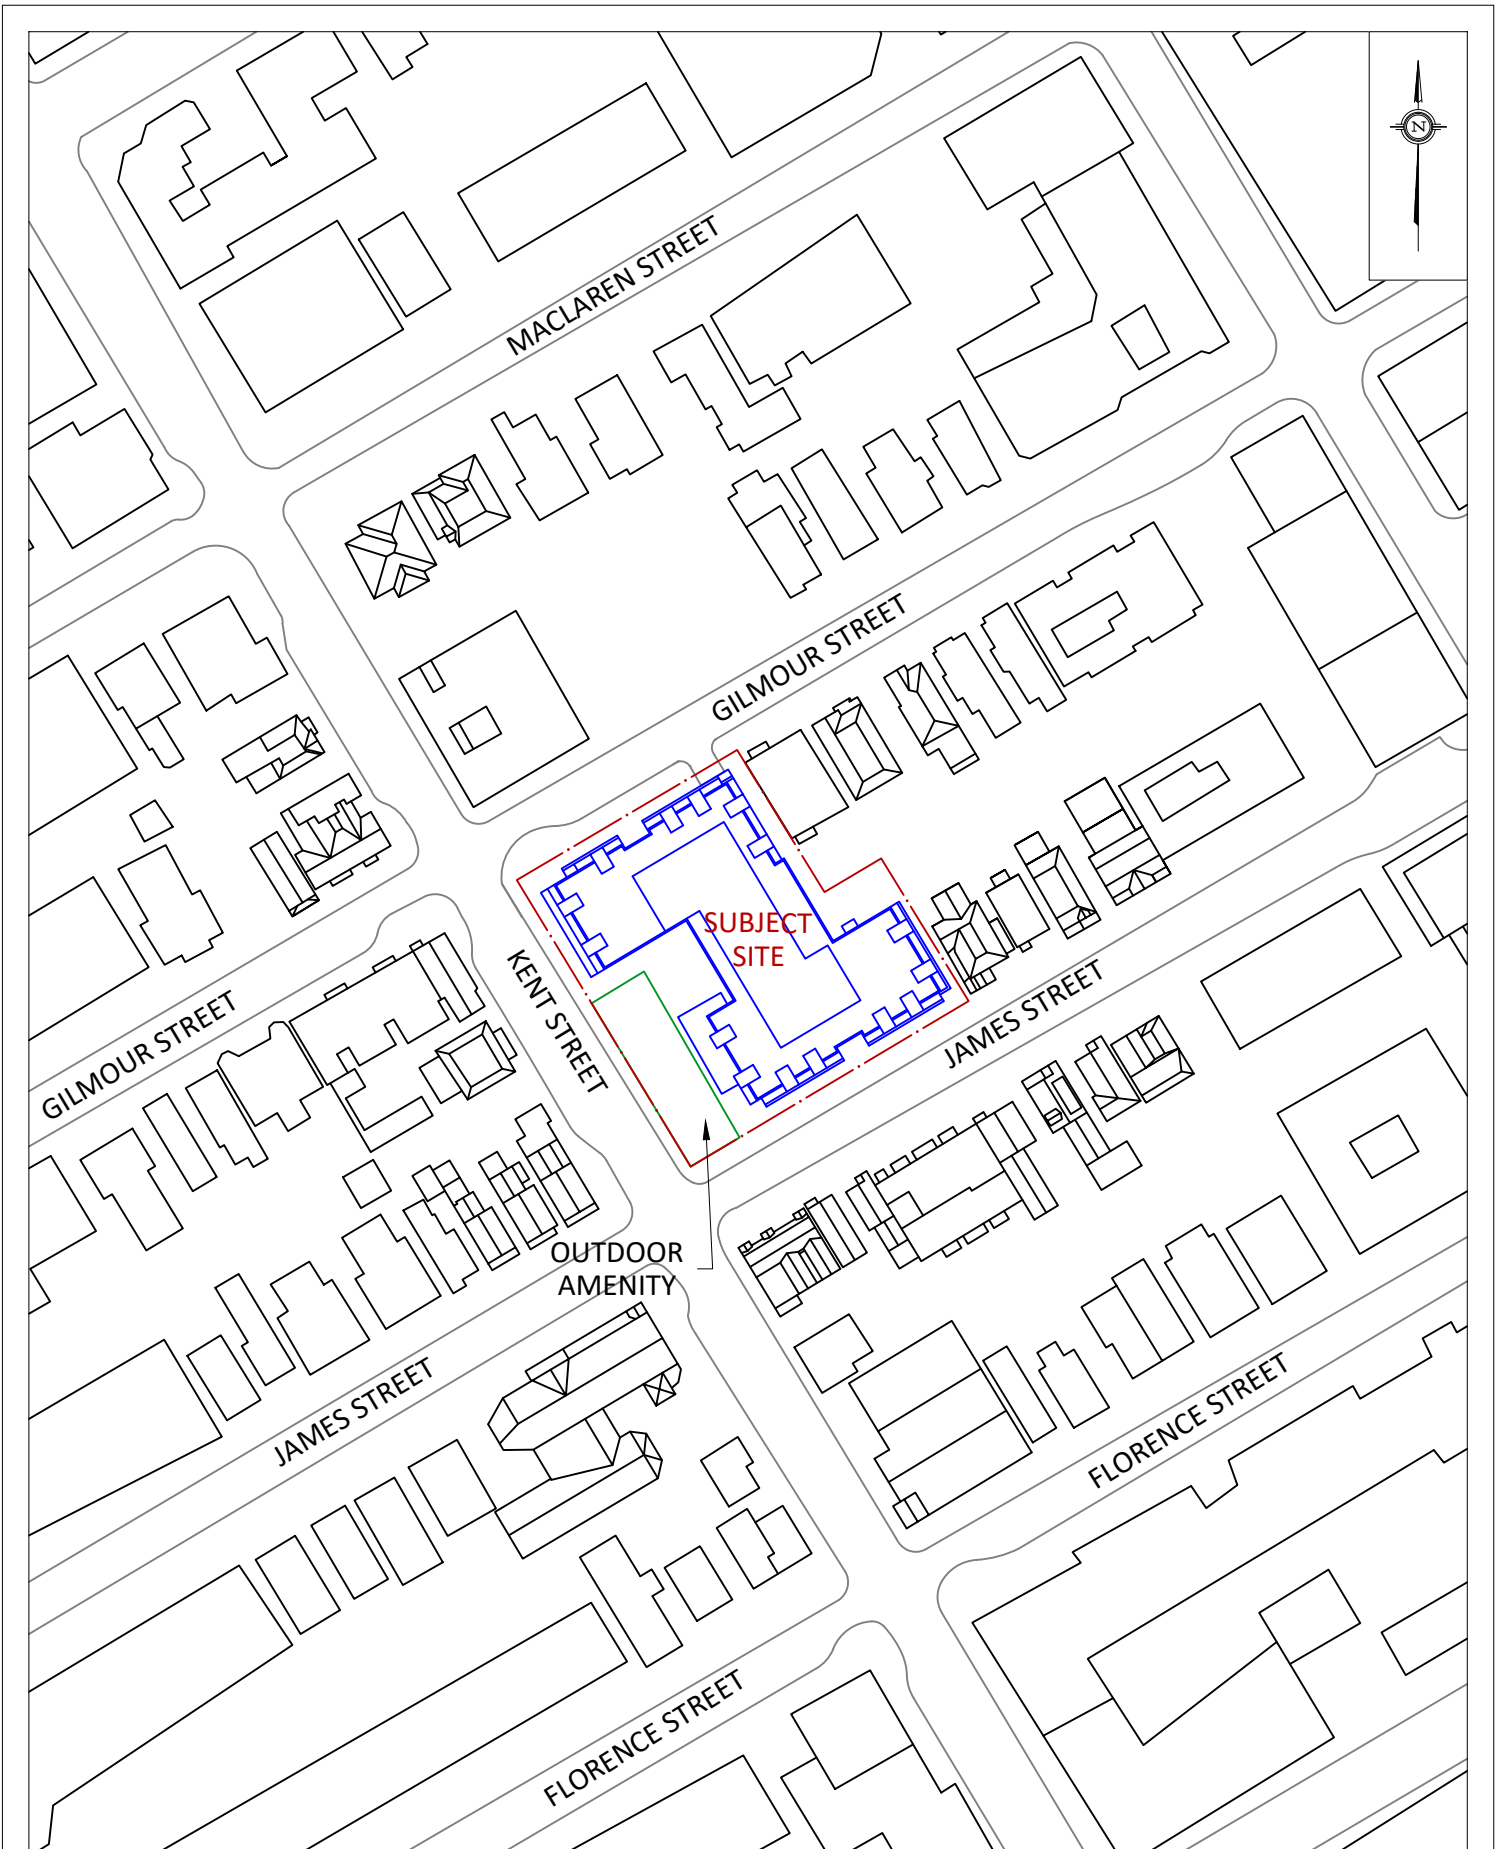 N
MACLAREN STREET
GILMOUR STREET
SUBJECT
SITE
KENT STREET
JAMES STREET
GILMOUR STREET
OUTDOOR
AMENITY
JAMES STREET
FLORENCE STREET
FLORENCE STREET